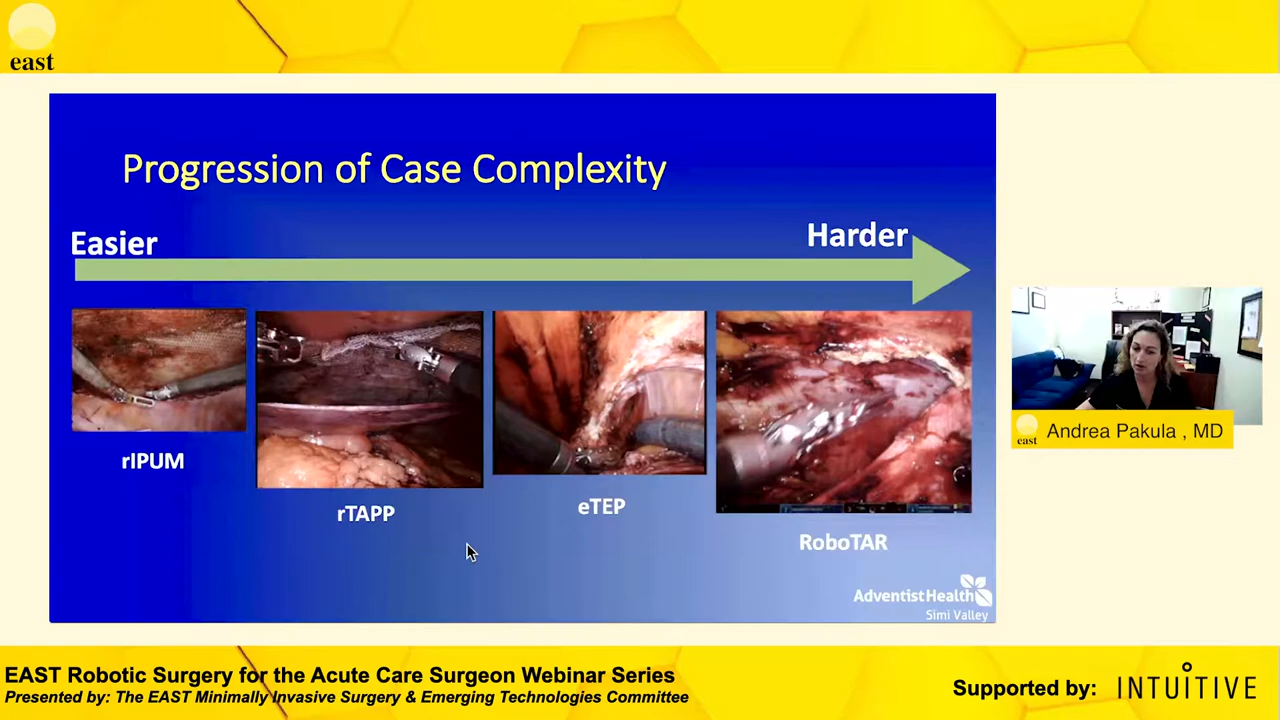 east
Progression of Case Complexity
Easier
Harder
rIPUM
rTAPP
eTEP
RoboTAR
AdventistHealth
Simi Valley
east
Andrea Pakula , MD
EAST Robotic Surgery for the Acute Care Surgeon Webinar Series
Presented by: The EAST Minimally Invasive Surgery & Emerging Technologies Committee
Supported by:
INTUITIVE